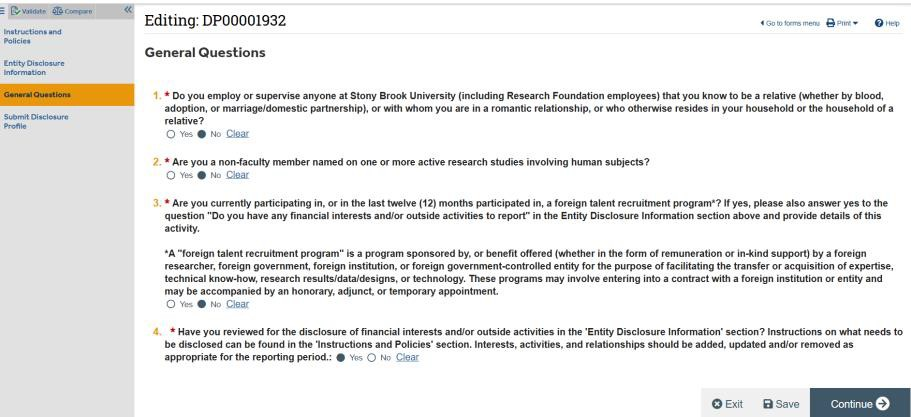 Validate Compare
Instructions and
Policies
Entity Disclosure
Information
General Questions
Submit Disclosure
Profile
Editing: DP00001932
Go to forms menu Print Help
General Questions
1. * Do you employ or supervise anyone at Stony Brook University (including Research Foundation employees) that you know to be a relative (whether by blood,
adoption, or marriage/domestic partnership), or with whom you are in a romantic relationship, or who otherwise resides in your household or the household of a
relative?
Yes No Clear
2. * Are you a non-faculty member named on one or more active research studies involving human subjects?
Yes No Clear
3. * Are you currently participating in, or in the last twelve (12) months participated in, a foreign talent recruitment program*? If yes, please also answer yes to the
question "Do you have any financial interests and/or outside activities to report" in the Entity Disclosure Information section above and provide details of this
activity.
*A "foreign talent recruitment program" is a program sponsored by, or benefit offered (whether in the form of remuneration or in-kind support) by a foreign
researcher, foreign government, foreign institution, or foreign government-controlled entity for the purpose of facilitating the transfer or acquisition of expertise,
technical know-how, research results/data/designs, or technology. These programs may involve entering into a contract with a foreign institution or entity and
may be accompanied by an honorary, adjunct, or temporary appointment.
Yes No Clear
4. * Have you reviewed for the disclosure of financial interests and/or outside activities in the 'Entity Disclosure Information' section? Instructions on what needs to
be disclosed can be found in the 'Instructions and Policies' section. Interests, activities, and relationships should be added, updated and/or removed as
appropriate for the reporting period.: Yes No Clear
Exit Save Continue